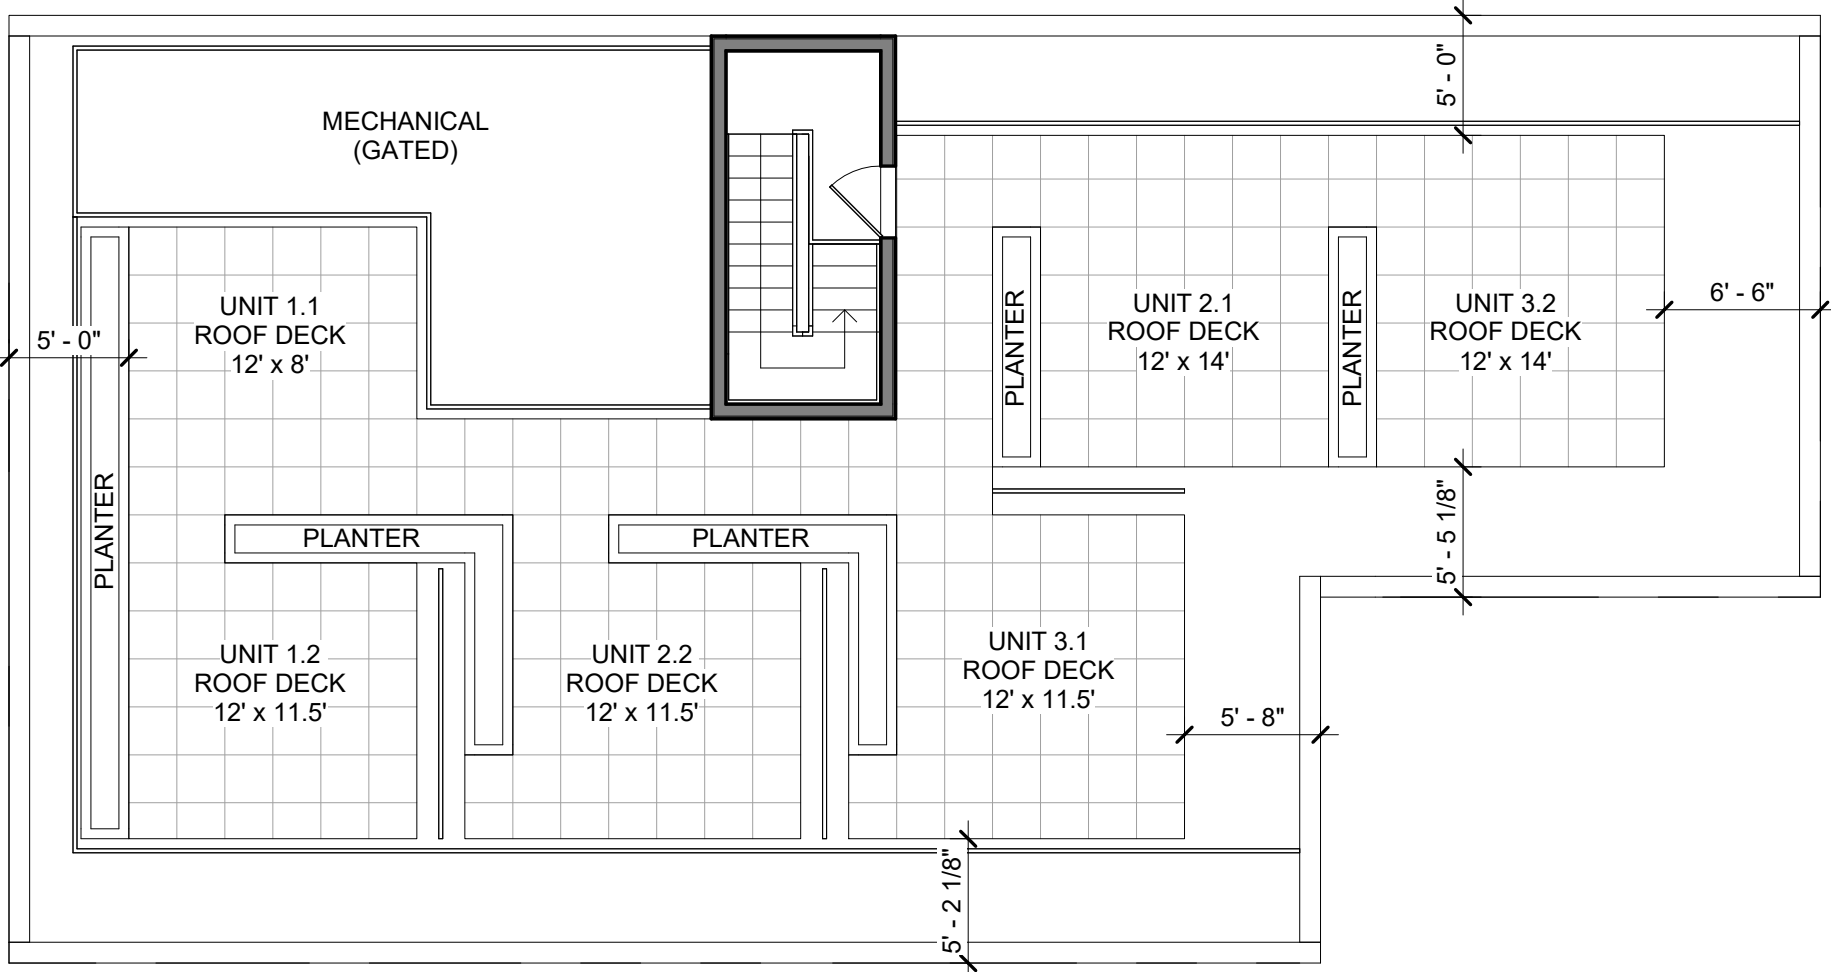 5' - 0"
MECHANICAL
(GATED)
UNIT 1.1
ROOF DECK
12' x 8'
5' - 0"
PLANTER
UNIT 2.1
ROOF DECK
12' x 14'
PLANTER
UNIT 3.2
ROOF DECK
12' x 14'
6' - 6"
PLANTER
PLANTER
PLANTER
5' - 5 1/8"
UNIT 1.2
ROOF DECK
12' x 11.5'
UNIT 2.2
ROOF DECK
12' x 11.5'
UNIT 3.1
ROOF DECK
12' x 11.5'
5' - 8"
5' - 2 1/8"